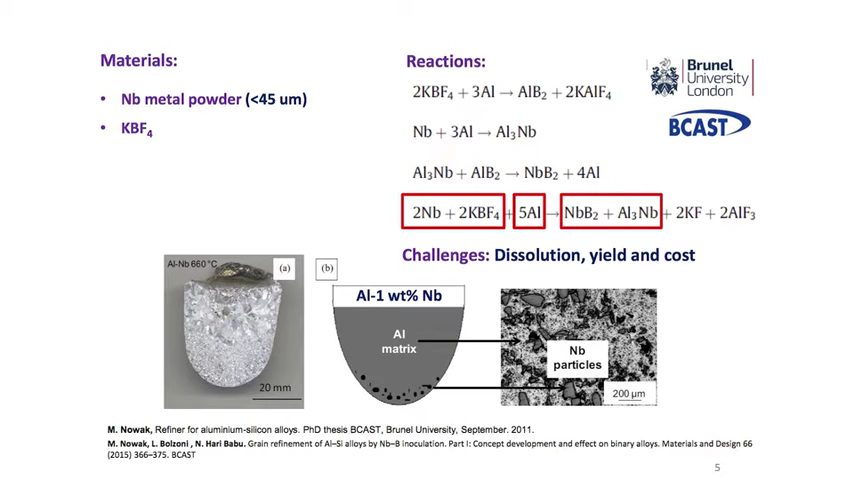 Materials:
• Nb metal powder (<45 um)
• KBF₄
Reactions:
2KBF₄ + 3Al → AlB₂ + 2KAlF₄
Nb + 3Al → Al₃Nb
Al₃Nb + AlB₂ → NbB₂ + 4Al
2Nb + 2KBF₄ + 5Al → NbB₂ + Al₃Nb + 2KF + 2AlF₃
Brunel
University
London
BCAST
Challenges: Dissolution, yield and cost
Al-Nb 660 °C
(a)
20 mm
(b)
Al-1 wt% Nb
Al
matrix
Nb
particles
200 µm
M. Nowak, Refiner for aluminium-silicon alloys. PhD thesis BCAST, Brunel University, September. 2011.
M. Nowak, L. Bolzoni , N. Hari Babu. Grain refinement of Al–Si alloys by Nb–B inoculation. Part I: Concept development and effect on binary alloys. Materials and Design 66
(2015) 366–375. BCAST
5